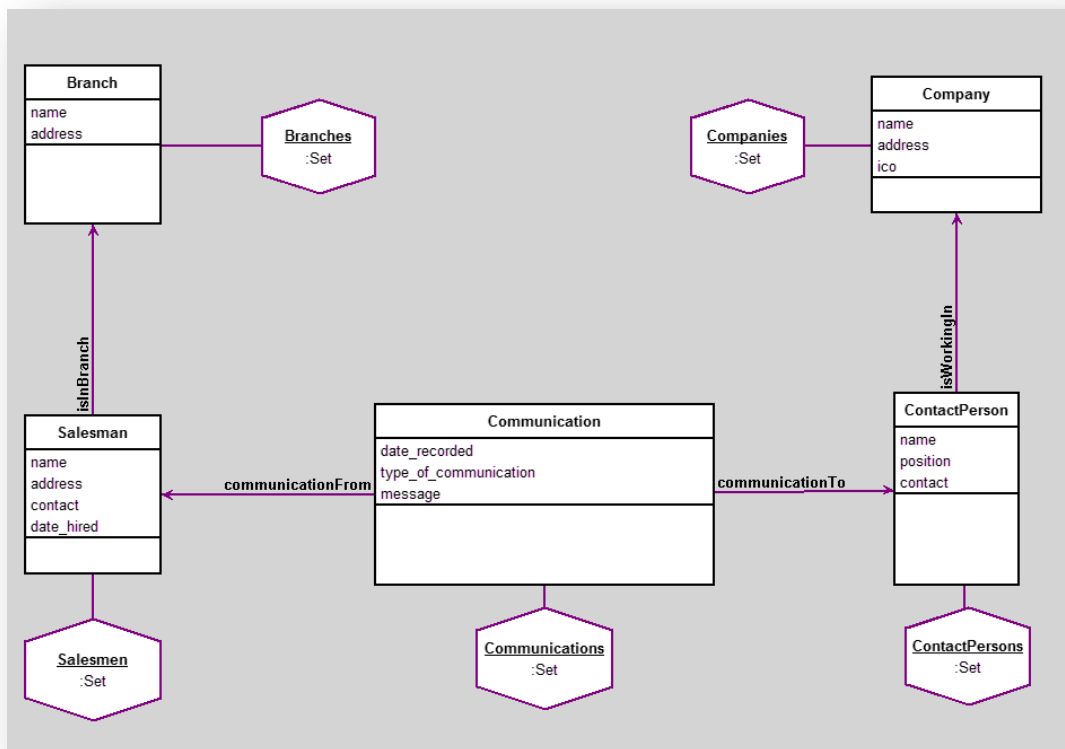 Branch
name
address
Branches
:Set
Companies
:Set
Company
name
address
ico
isInBranch
isWorkingIn
Salesman
name
address
contact
date_hired
communicationFrom
Communication
date_recorded
type_of_communication
message
communicationTo
ContactPerson
name
position
contact
Salesmen
:Set
Communications
:Set
ContactPersons
:Set